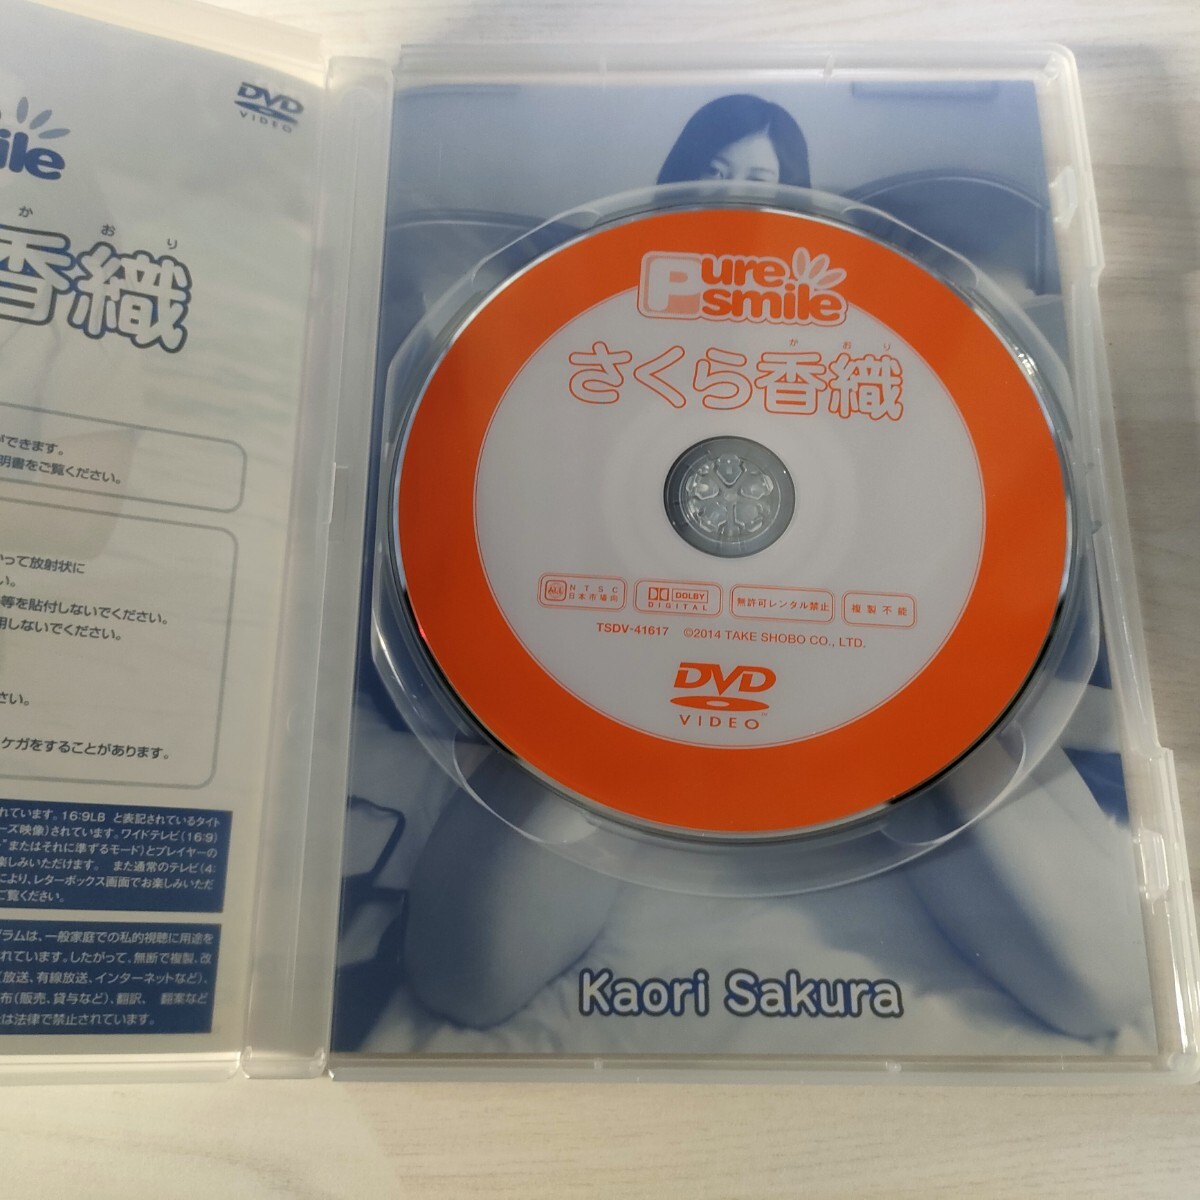 DVD
VIDEO
ile
か お り
香織
ができます。
明書をご覧ください。
かって放射状に
い。
等を貼付しないでください。
用しないでください。
さい。
ケガをすることがあります。
れています。16:9LB と表記されているタイト
ーズ映像)されています。ワイドテレビ(16:9)
"またはそれに準ずるモード)とプレイヤーの
楽しみいただけます。 また通常のテレビ(4:
により、レターボックス画面でお楽しみいただ
ご覧ください。
グラムは、一般家庭での私的視聴に用途を
れています。したがって、無断で複製、改
(放送、有線放送、インターネットなど)、
布(販売、貸与など)、翻訳、 翻案など
は法律で禁止されています。
Pure
smile
か お り
さくら香織
ALL
NTSC
日本市場向
DOLBY
DIGITAL
無許可レンタル禁止
複製不能
TSDV-41617 ©2014 TAKE SHOBO CO., LTD.
DVD
VIDEO
Kaori Sakura